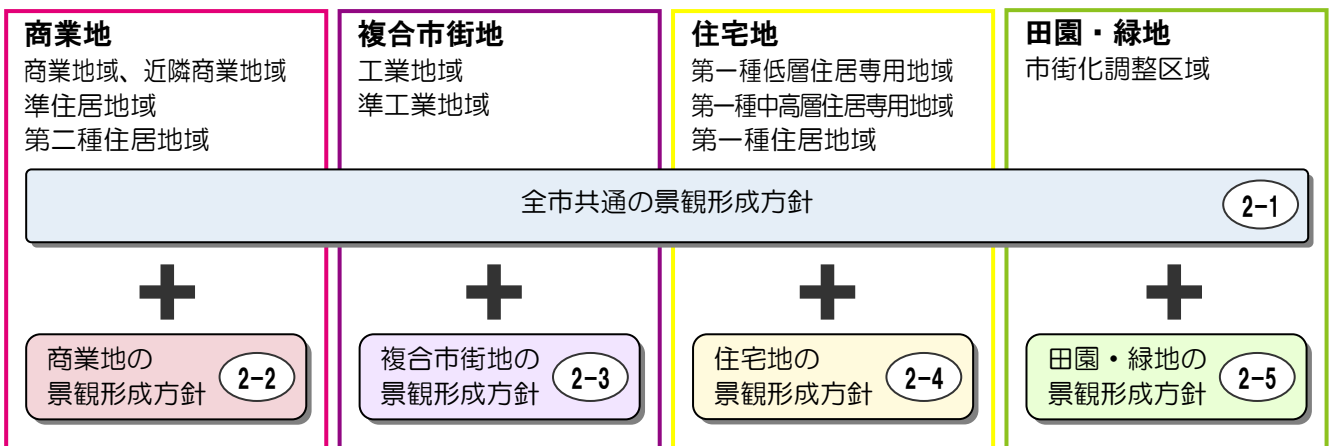 商業地
商業地域、近隣商業地域
準住居地域
第二種住居地域
複合市街地
工業地域
準工業地域
住宅地
第一種低層住居専用地域
第一種中高層住居専用地域
第一種住居地域
田園・緑地
市街化調整区域
全市共通の景観形成方針
2-1
商業地の
景観形成方針
2-2
複合市街地の
景観形成方針
2-3
住宅地の
景観形成方針
2-4
田園・緑地の
景観形成方針
2-5